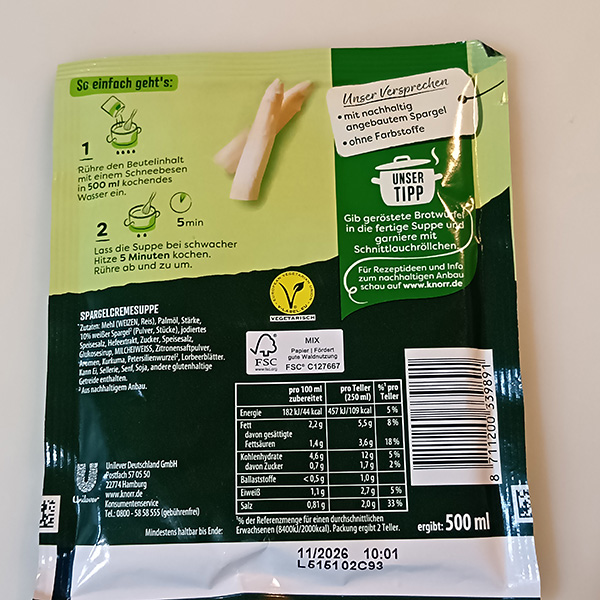 So einfach geht's:
1
Rühre den Beutelinhalt
mit einem Schneebesen
in 500 ml kochendes
Wasser ein.
5 min
2
Lass die Suppe bei schwacher
Hitze 5 Minuten kochen.
Rühre ab und zu um.
Unser Versprechen
• mit nachhaltig
angebautem Spargel
• ohne Farbstoffe
UNSER
TIPP
Gib geröstete Brotwürfel
in die fertige Suppe und
garniere mit
Schnittlauchröllchen.
Für Rezeptideen und Info
zum nachhaltigen Anbau
schau auf www.knorr.de
SPARGELCREMESUPPE
Zutaten: Mehl (WEIZEN, Reis), Palmöl, Stärke,
10% weißer Spargel² (Pulver, Stücke), jodiertes
Speisesalz, Hefeextrakt, Zucker, Speisesalz,
Glucosesirup, MILCHEIWEISS, Zitronensaftpulver,
Aromen, Kurkuma, Petersilienwurzel², Lorbeerblätter.
Kann Ei, Sellerie, Senf, Soja, andere glutenhaltige
Getreide enthalten.
² Aus nachhaltigem Anbau.
VEGETARISCH
FSC
www.fsc.org
MIX
Papier | Fördert
gute Waldnutzung
FSC® C127667
pro 100 ml zubereitet pro Teller (250 ml) %¹ pro Teller
Energie 182 kJ/44 kcal 457 kJ/109 kcal 5 %
Fett 2,2 g 5,5 g 8 %
davon gesättigte
Fettsäuren 1,4 g 3,6 g 18 %
Kohlenhydrate 4,6 g 12 g 5 %
davon Zucker 0,7 g 1,7 g 2 %
Ballaststoffe < 0,5 g 1,0 g
Eiweiß 1,1 g 2,7 g 5 %
Salz 0,81 g 2,0 g 33 %
¹% der Referenzmenge für einen durchschnittlichen
Erwachsenen (8400kJ/2000kcal). Packung ergibt 2 Teller.
8 711200 339891
Unilever
Unilever Deutschland GmbH
Postfach 57 05 50
22774 Hamburg
www.knorr.de
Konsumentenservice
Tel.: 0800 - 58 58 555 (gebührenfrei)
Mindestens haltbar bis Ende:
ergibt: 500 ml
11/2026 10:01
L515102C93